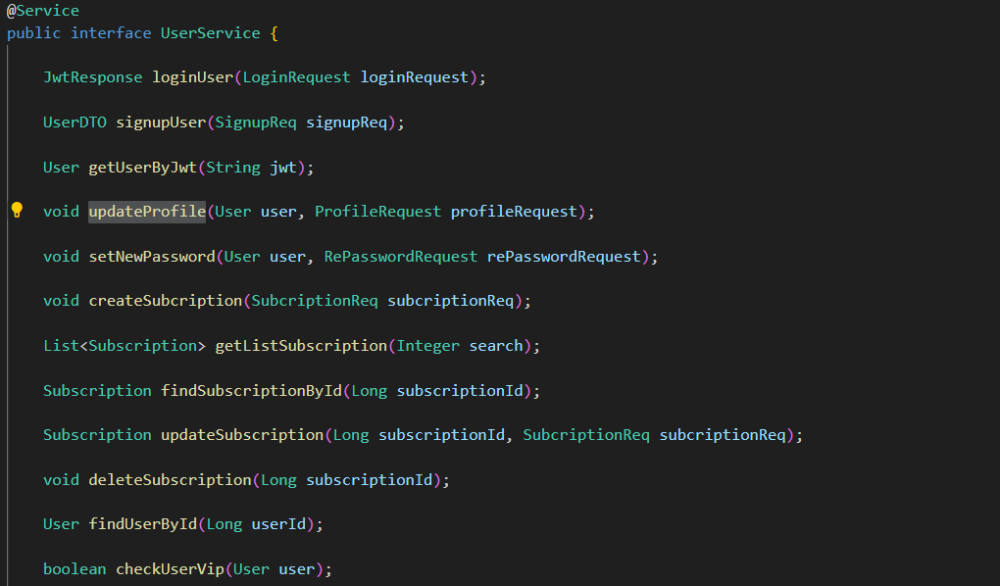 @Service
public interface UserService {
JwtResponse loginUser(LoginRequest loginRequest);
UserDTO signupUser(SignupReq signupReq);
User getUserByJwt(String jwt);
void updateProfile(User user, ProfileRequest profileRequest);
void setNewPassword(User user, RePasswordRequest rePasswordRequest);
void createSubcription(SubcriptionReq subcriptionReq);
List<Subscription> getListSubscription(Integer search);
Subscription findSubscriptionById(Long subscriptionId);
Subscription updateSubscription(Long subscriptionId, SubcriptionReq subcriptionReq);
void deleteSubscription(Long subscriptionId);
User findUserById(Long userId);
boolean checkUserVip(User user);